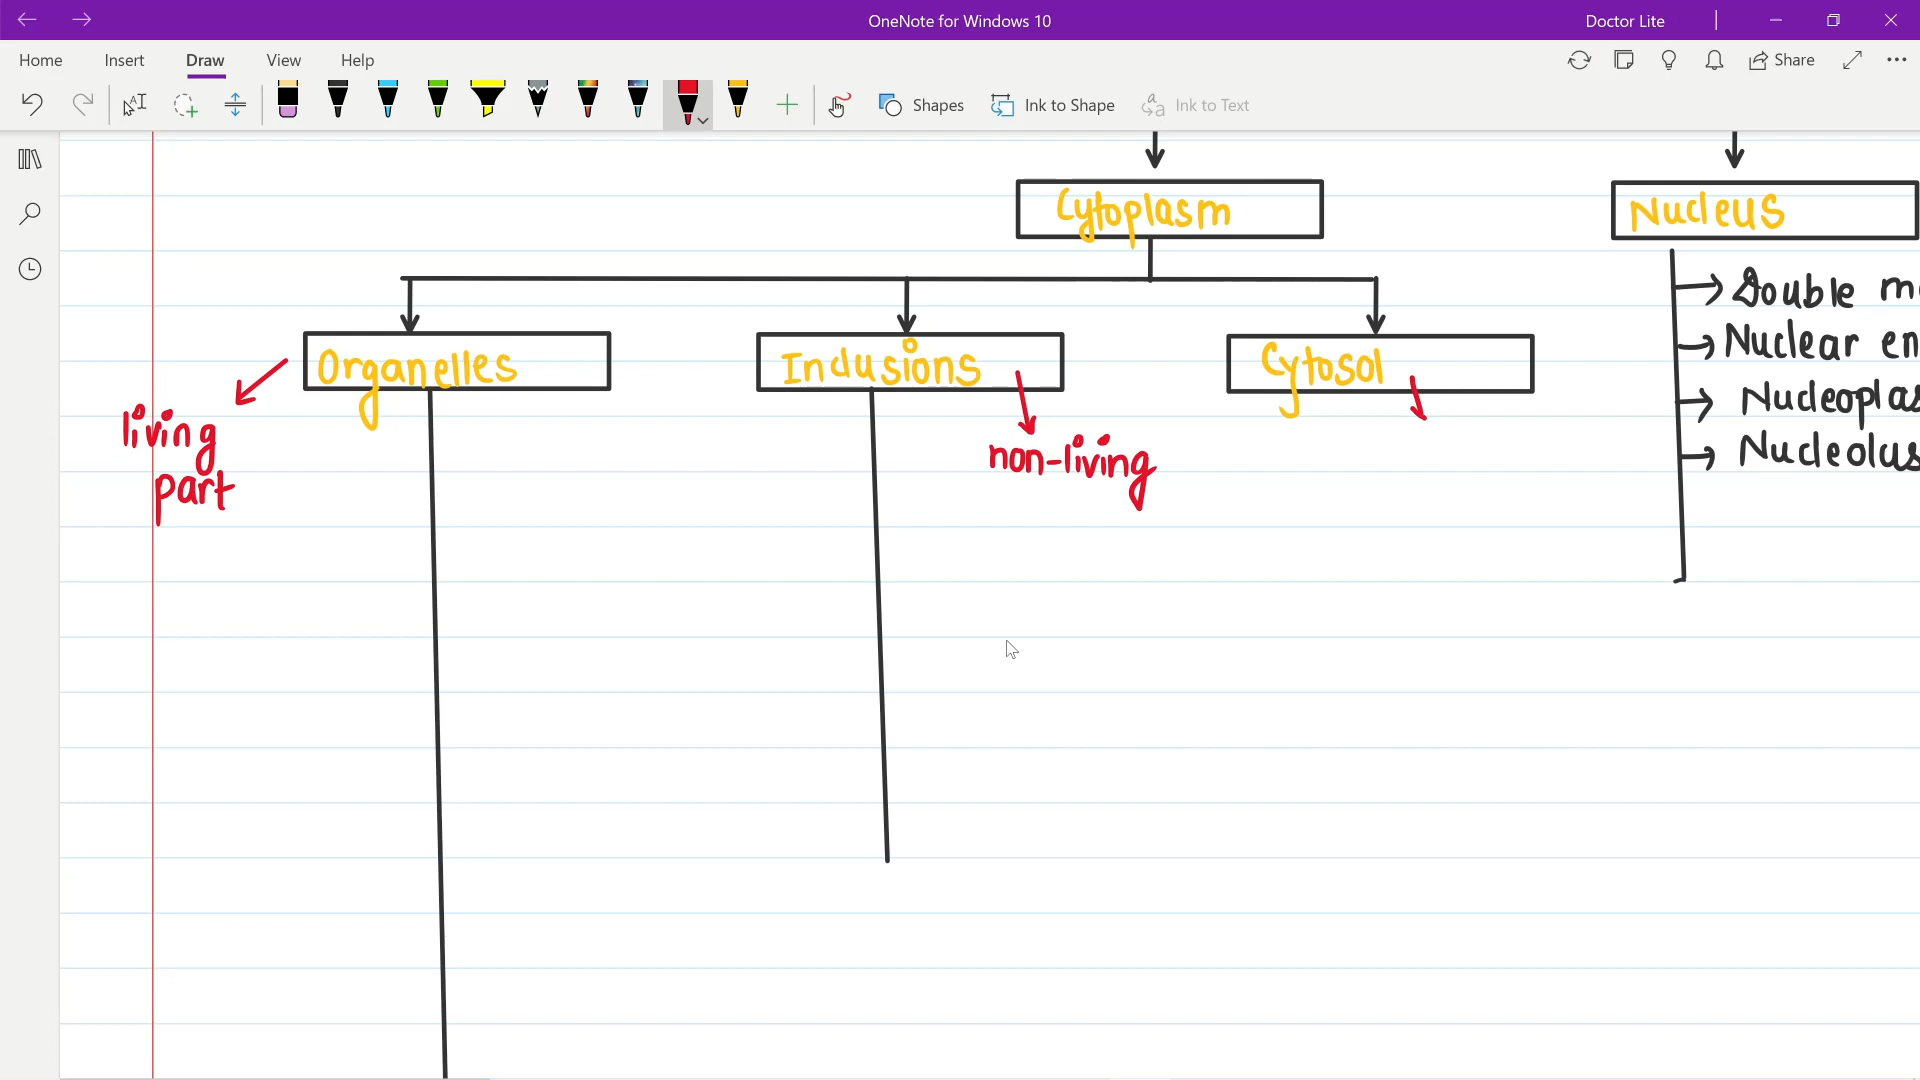 OneNote for Windows 10
Doctor Lite
Home
Insert
Draw
View
Help
Share
Shapes
Ink to Shape
Ink to Text
Cytoplasm
Nucleus
Double m
Nuclear en
Nucleoplas
Nucleolus
Organelles
Inclusions
Cytosol
living
part
non-living